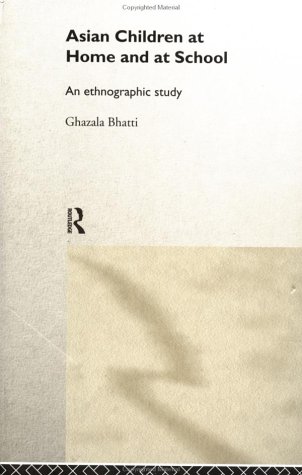 Copyrighted Material
Asian Children at
Home and at School
An ethnographic study
Ghazala Bhatti
ROUTLEDGE
Copyrighted Material